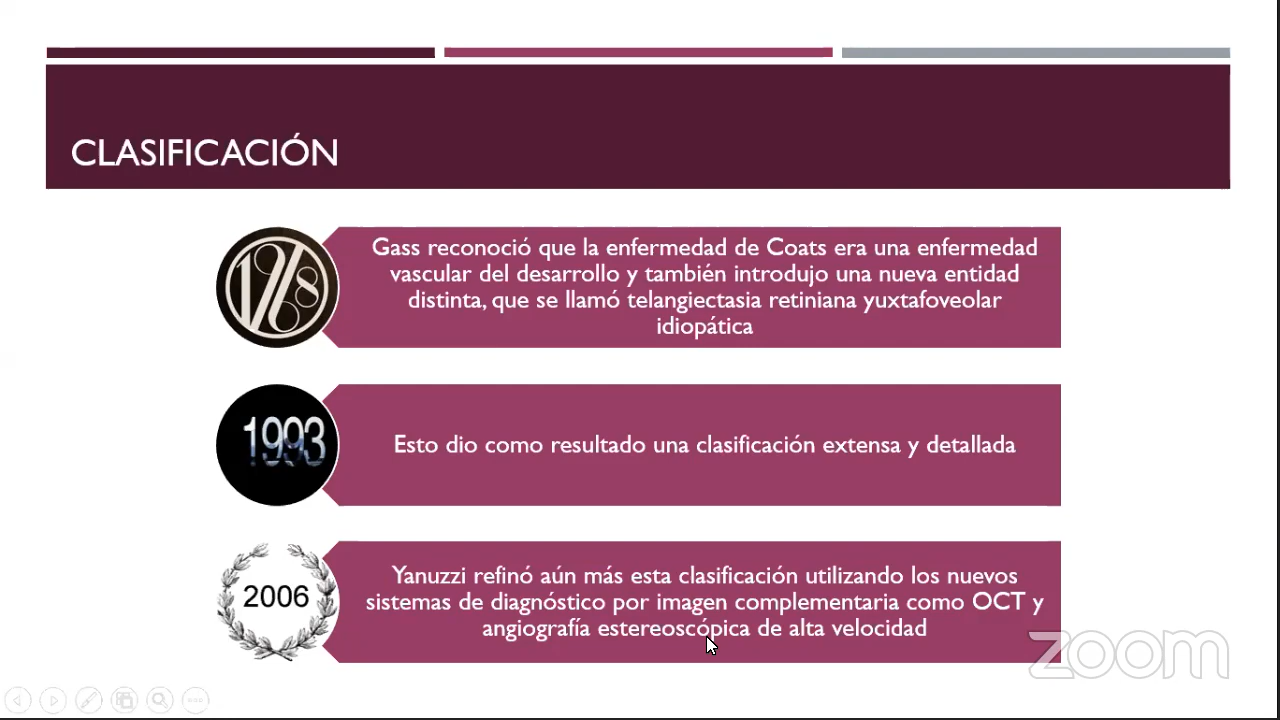 CLASIFICACIÓN
Gass reconoció que la enfermedad de Coats era una enfermedad
vascular del desarrollo y también introdujo una nueva entidad
distinta, que se llamó telangiectasia retiniana yuxtafoveolar
idiopática
1993
Esto dio como resultado una clasificación extensa y detallada
2006
Yanuzzi refinó aún más esta clasificación utilizando los nuevos
sistemas de diagnóstico por imagen complementaria como OCT y
angiografía estereoscópica de alta velocidad
zoom